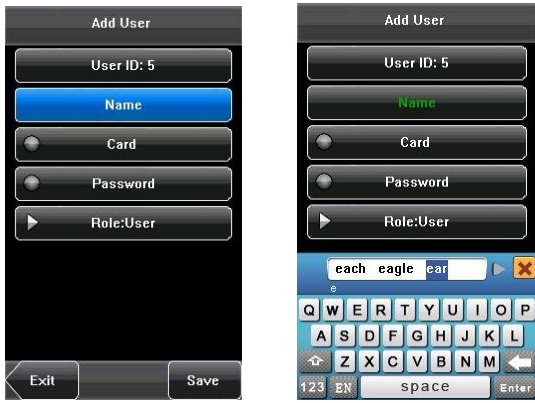 Add User
User ID: 5
Name
Card
Password
Role:User
Exit
Save
Add User
User ID: 5
Name
Card
Password
Role:User
each eagle ear
e
Q W E R T Y U I O P
A S D F G H J K L
Z X C V B N M
123 EN space Enter